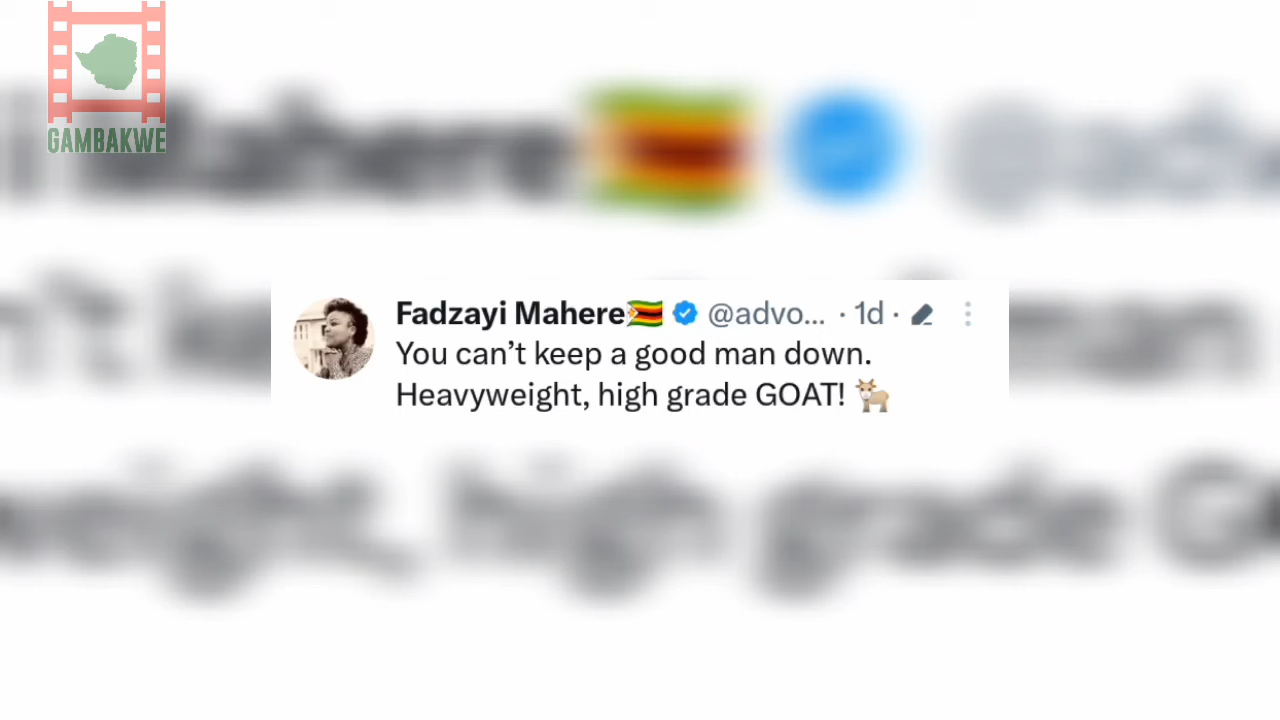 GAMBAKWE
Fadzayi Mahere🇿🇼 @advo... · 1d ·
You can’t keep a good man down.
Heavyweight, high grade GOAT! 🐐